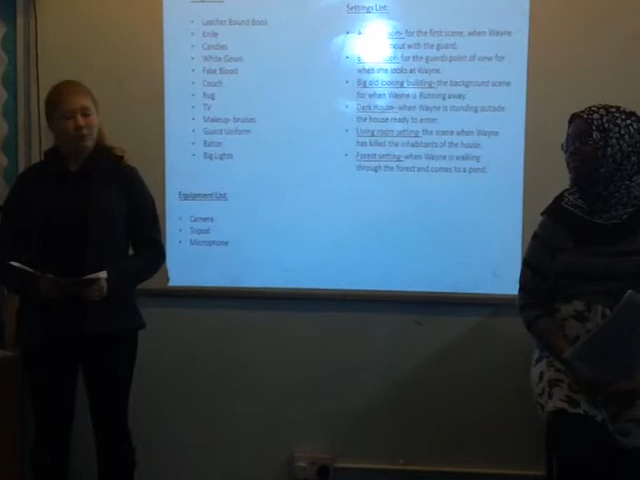 Leather Bound Book
Knife
Candles
White Gown
Fake Blood
Couch
Rug
TV
Makeup- bruises
Guard Uniform
Baton
Big Lights
Equipment List:
Camera
Tripod
Microphone
Settings List:
for the first scene, when Wayne
out with the guard.
for the guards point of view for
when she looks at Wayne.
Big old looking building- the background scene
for when Wayne is Running away.
Dark House- when Wayne is standing outside
the house ready to enter.
Living room setting- the scene when Wayne
has killed the inhabitants of the house.
Forest setting- when Wayne is walking
through the forest and comes to a pond.